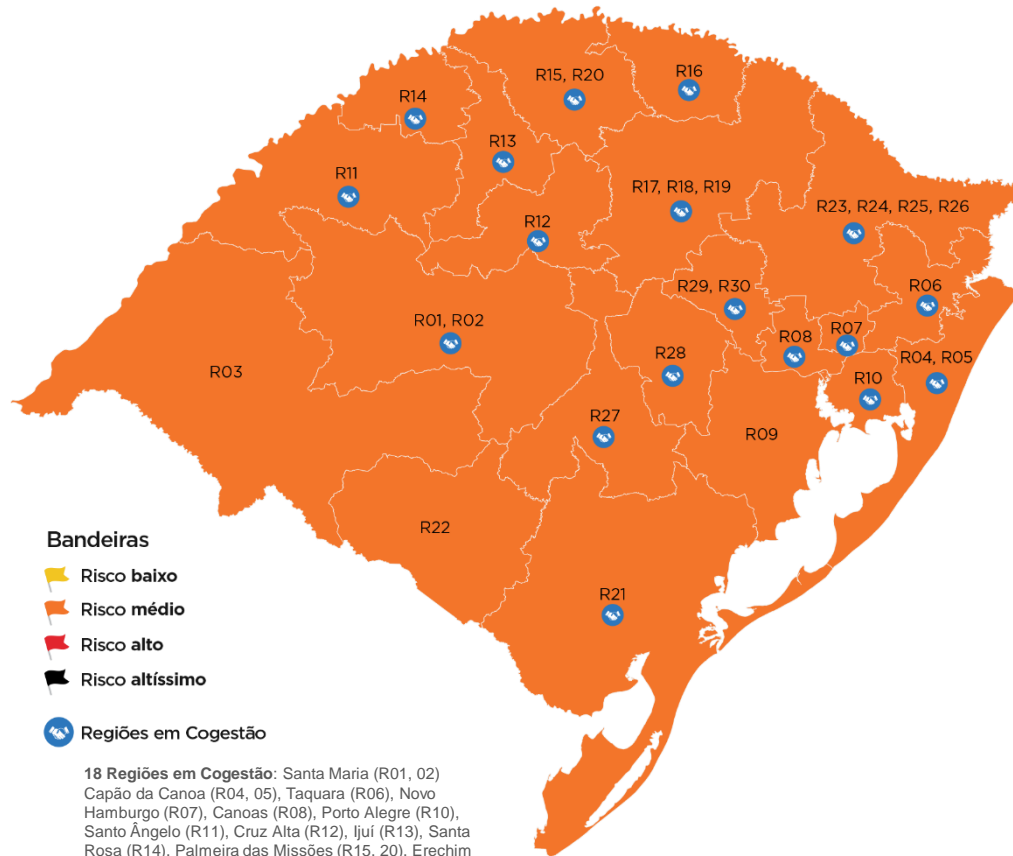 R16
R15, R20
R14
R13
R11
R17, R18, R19
R23, R24, R25, R26
R12
R29, R30
R06
R01, R02
R07
R08
R04, R05
R03
R28
R10
R27
R09
R22
R21
Bandeiras
Risco baixo
Risco médio
Risco alto
Risco altíssimo
Regiões em Cogestão
18 Regiões em Cogestão: Santa Maria (R01, 02)
Capão da Canoa (R04, 05), Taquara (R06), Novo
Hamburgo (R07), Canoas (R08), Porto Alegre (R10),
Santo Ângelo (R11), Cruz Alta (R12), Ijuí (R13), Santa
Rosa (R14), Palmeira das Missões (R15, 20), Erechim